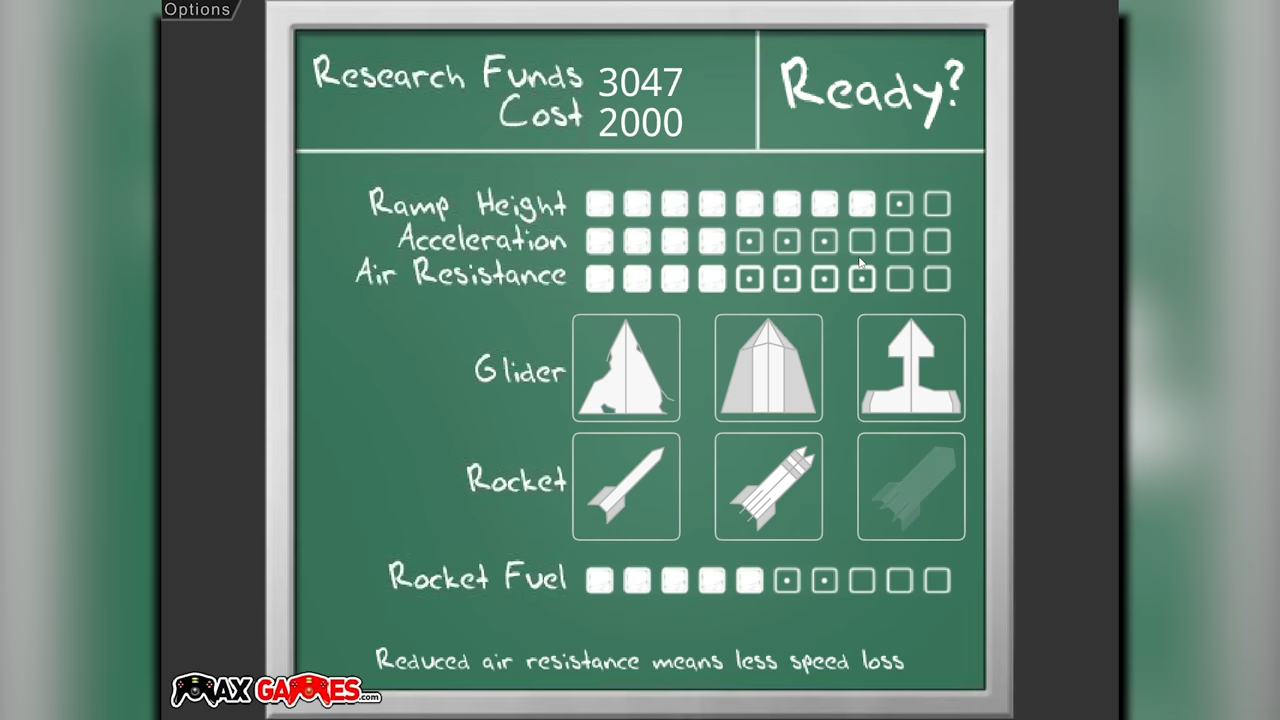 Options
Research Funds 3047
Cost 2000
Ready?
Ramp Height
Acceleration
Air Resistance
Glider
Rocket
Rocket Fuel
Reduced air resistance means less speed loss
MAX GAMES.com